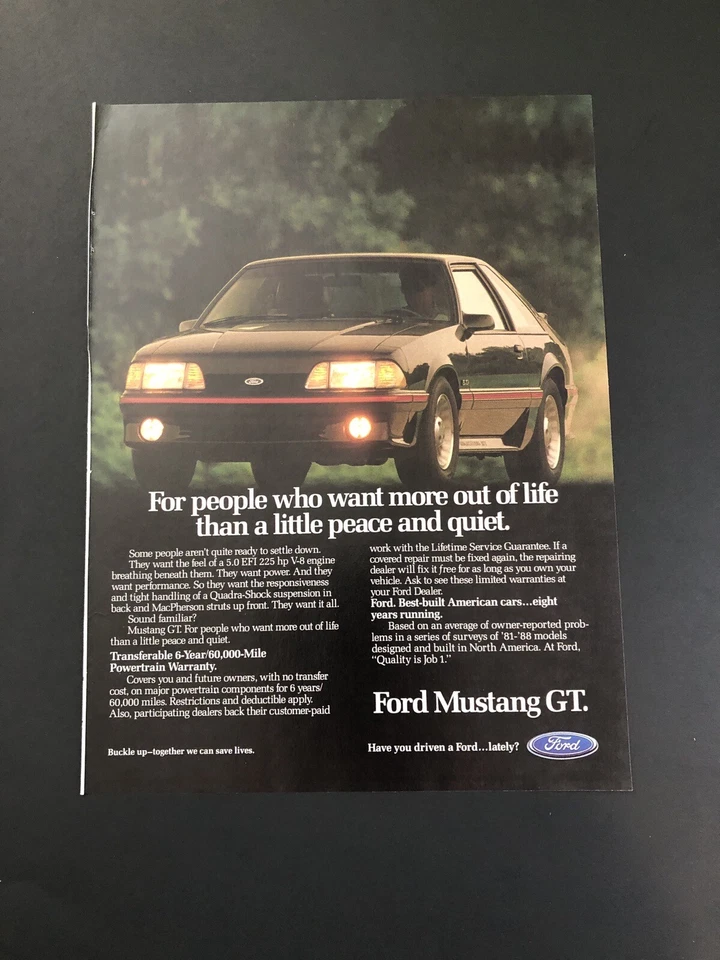 Ford
5.0
For people who want more out of life
than a little peace and quiet.
Some people aren't quite ready to settle down.
They want the feel of a 5.0 EFI 225 hp V-8 engine
breathing beneath them. They want power. And they
want performance. So they want the responsiveness
and tight handling of a Quadra-Shock suspension in
back and MacPherson struts up front. They want it all.
Sound familiar?
Mustang GT. For people who want more out of life
than a little peace and quiet.
Transferable 6-Year/60,000-Mile
Powertrain Warranty.
Covers you and future owners, with no transfer
cost, on major powertrain components for 6 years/
60,000 miles. Restrictions and deductible apply.
Also, participating dealers back their customer-paid
work with the Lifetime Service Guarantee. If a
covered repair must be fixed again, the repairing
dealer will fix it free for as long as you own your
vehicle. Ask to see these limited warranties at
your Ford Dealer.
Ford. Best-built American cars...eight
years running.
Based on an average of owner-reported prob-
lems in a series of surveys of '81-'88 models
designed and built in North America. At Ford,
"Quality is Job 1."
Ford Mustang GT.
Buckle up—together we can save lives.
Have you driven a Ford...lately?
Ford